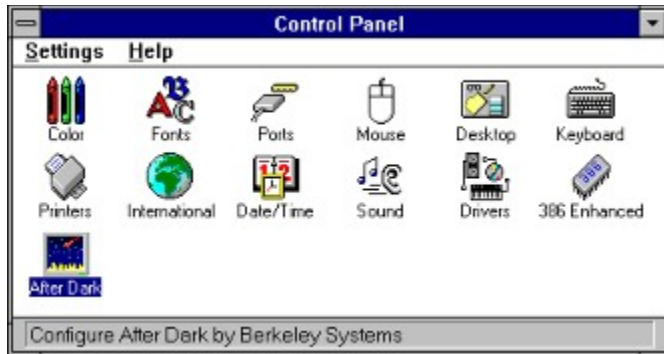 Control Panel
Settings Help
Color Fonts Ports Mouse Desktop Keyboard
Printers International Date/Time Sound Drivers 386 Enhanced
After Dark
Configure After Dark by Berkeley Systems